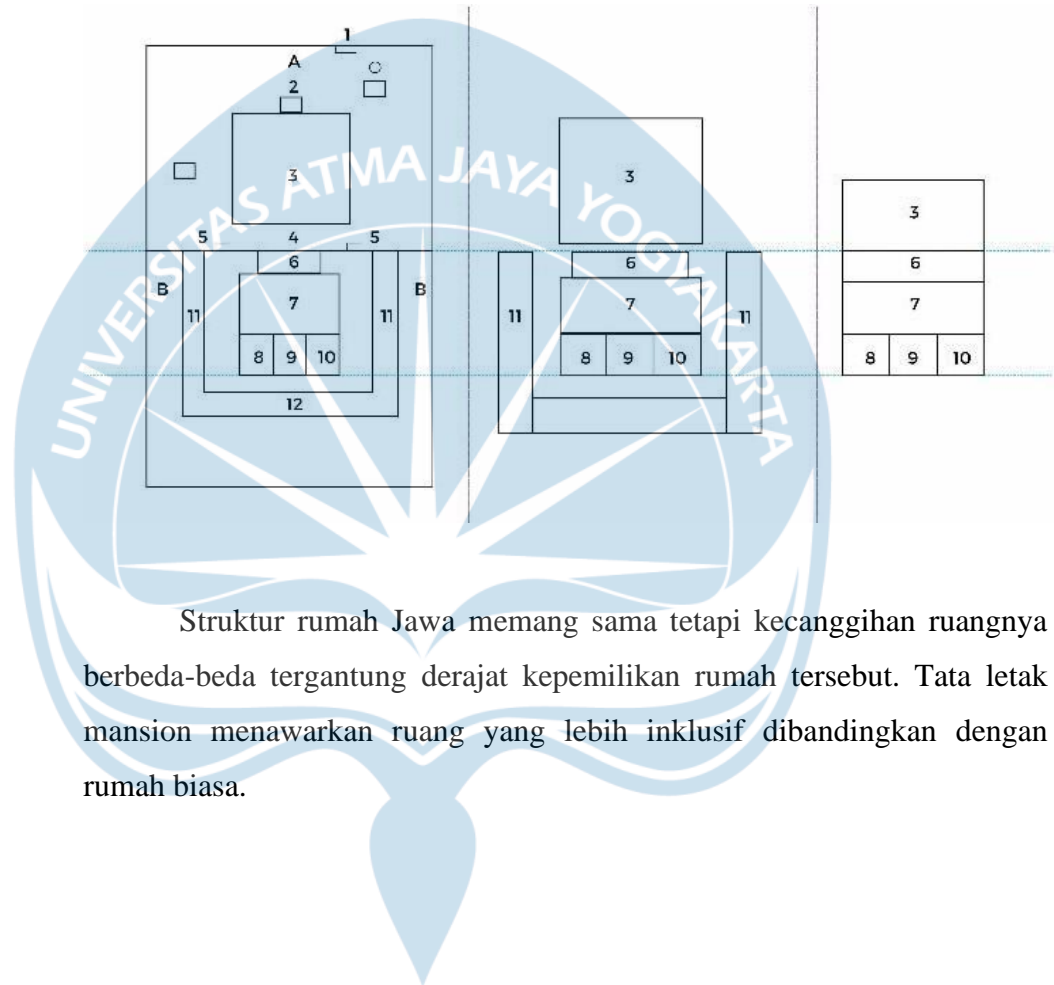 1
A
2
3
5 4 5
6
B B
7
11 11
8 9 10
12
3
6
7
11 11
8 9 10
3
6
7
8 9 10
UNIVERSITAS ATMA JAYA YOGYAKARTA
Struktur rumah Jawa memang sama tetapi kecanggihan ruangnya
berbeda-beda tergantung derajat kepemilikan rumah tersebut. Tata letak
mansion menawarkan ruang yang lebih inklusif dibandingkan dengan
rumah biasa.